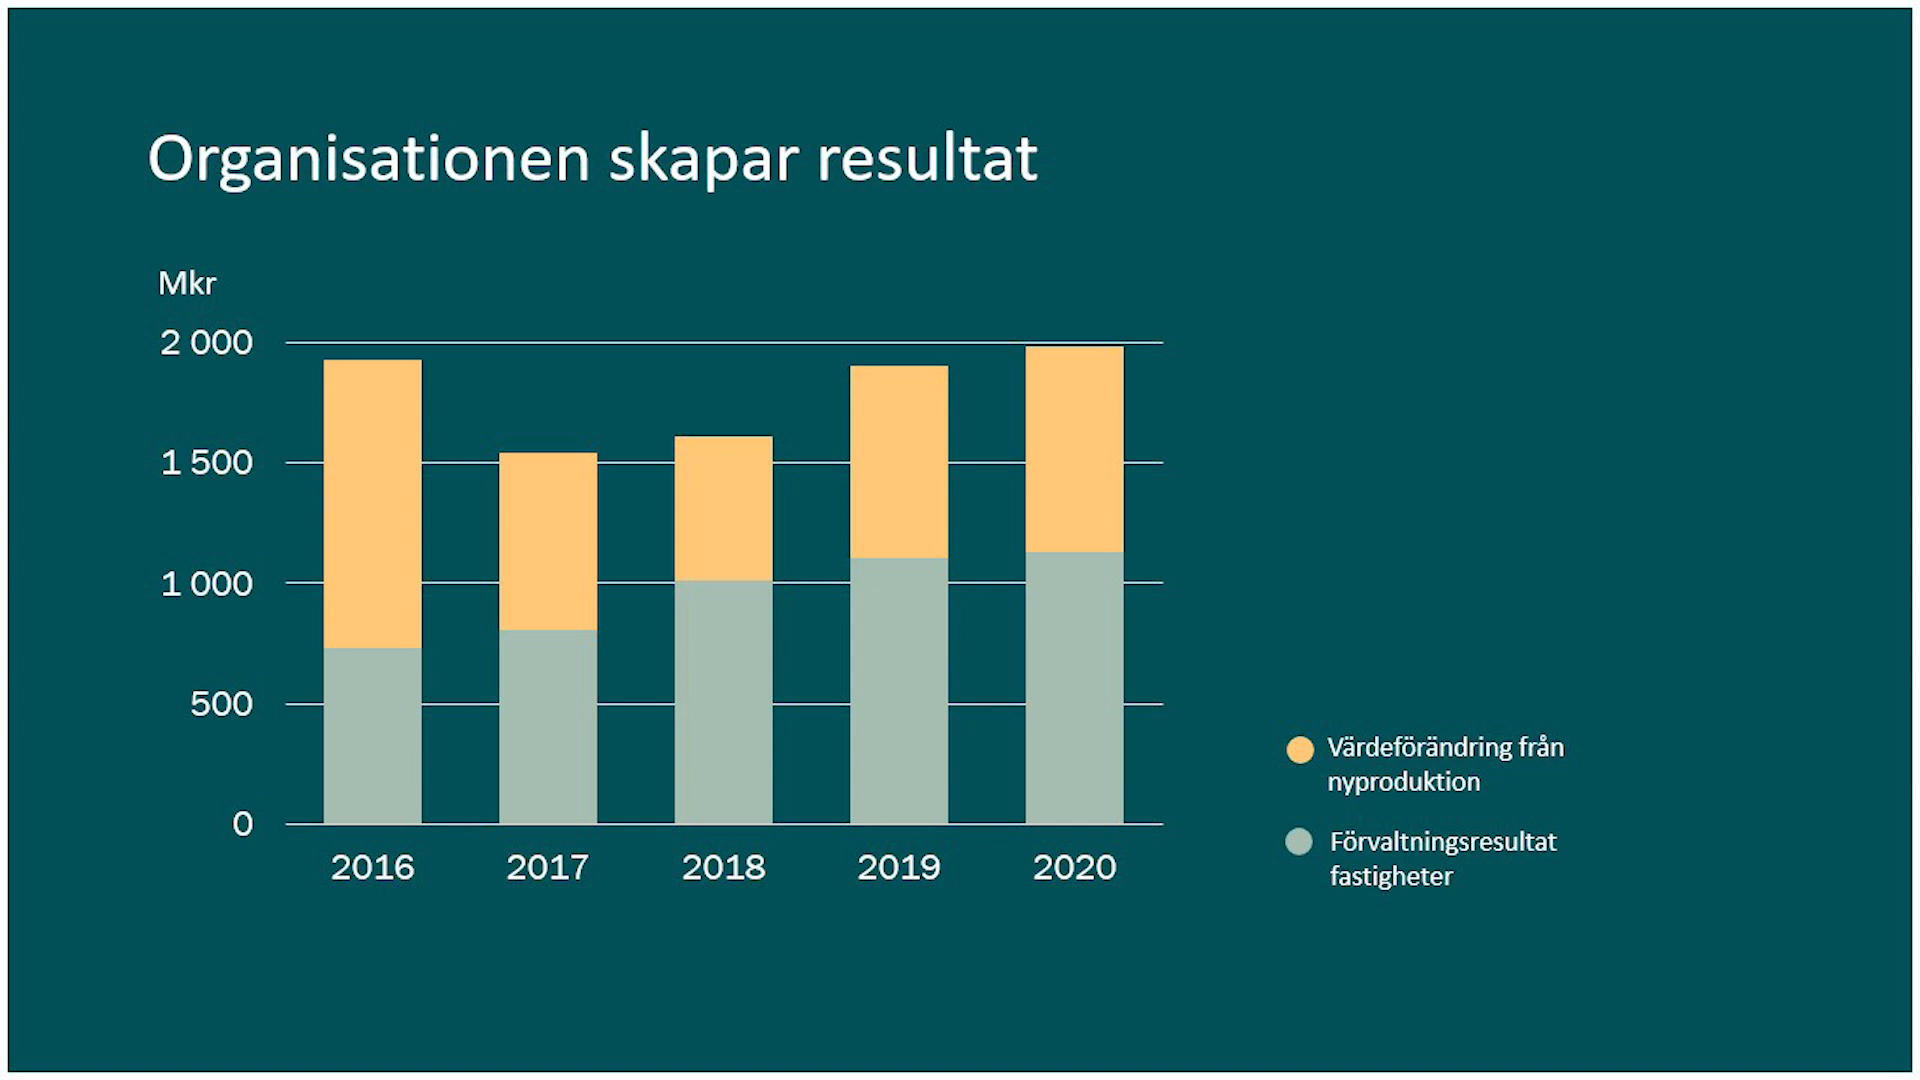 Organisationen skapar resultat
Mkr
2 000
1 500
1 000
500
0
2016 2017 2018 2019 2020
Värdeförändring från
nyproduktion
Förvaltningsresultat
fastigheter